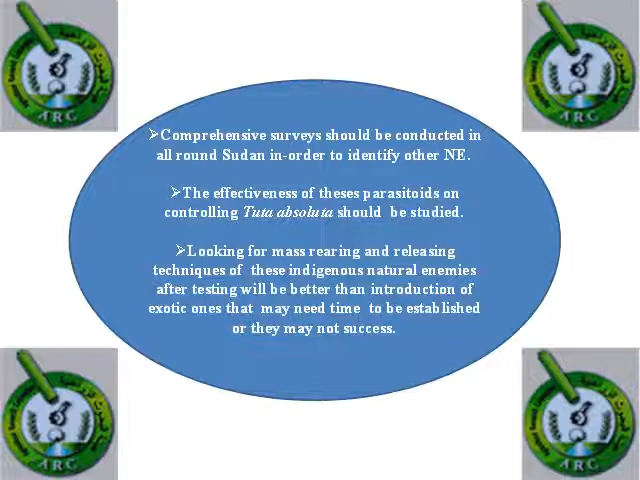 ➢Comprehensive surveys should be conducted in
all round Sudan in-order to identify other NE.
➢The effectiveness of theses parasitoids on
controlling Tuta absoluta should be studied.
➢Looking for mass rearing and releasing
techniques of these indigenous natural enemies
after testing will be better than introduction of
exotic ones that may need time to be established
or they may not success.
ARC
ARC
ARC
ARC